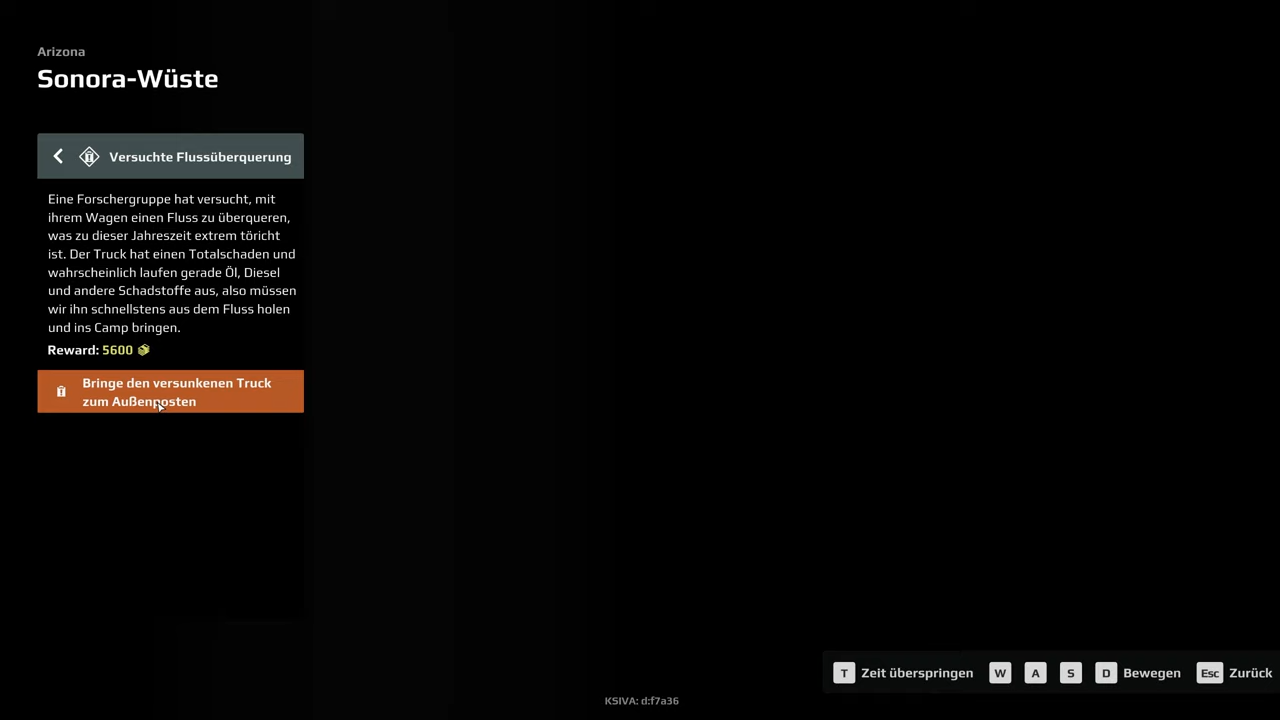 Arizona
Sonora-Wüste
Versuchte Flussüberquerung
Eine Forschergruppe hat versucht, mit
ihrem Wagen einen Fluss zu überqueren,
was zu dieser Jahreszeit extrem töricht
ist. Der Truck hat einen Totalschaden und
wahrscheinlich laufen gerade Öl, Diesel
und andere Schadstoffe aus, also müssen
wir ihn schnellstens aus dem Fluss holen
und ins Camp bringen.
Reward: 5600
Bringe den versunkenen Truck
zum Außenposten
T Zeit überspringen W A S D Bewegen Esc Zurück
KSIVA: d:f7a36